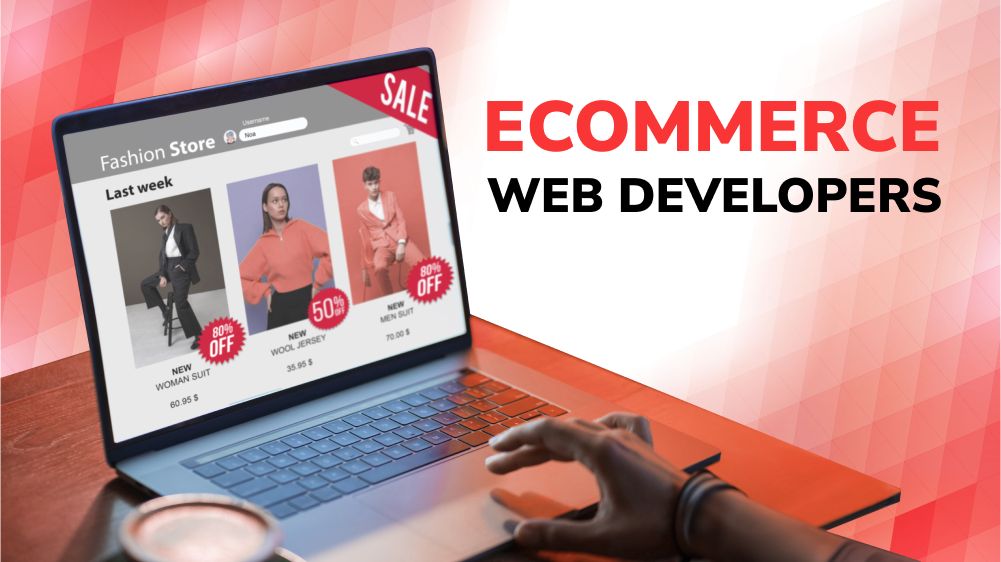 ECOMMERCE
WEB DEVELOPERS
SALE
Username
Fashion Store
Noa
Last week
80%
OFF
NEW
WOMAN SUIT
60.95 $
50%
OFF
NEW
WOOL JERSEY
35.95 $
80%
OFF
NEW
MEN SUIT
70.00 $